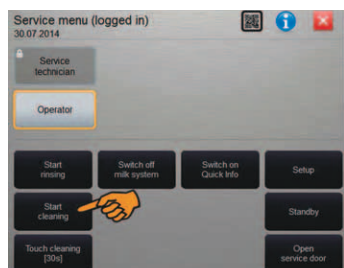 Service menu (logged in)
30.07.2014
Service
technician
Operator
Start
rinsing
Switch off
milk system
Switch on
Quick Info
Setup
Start
cleaning
Standby
Touch cleaning
[30s]
Open
service door